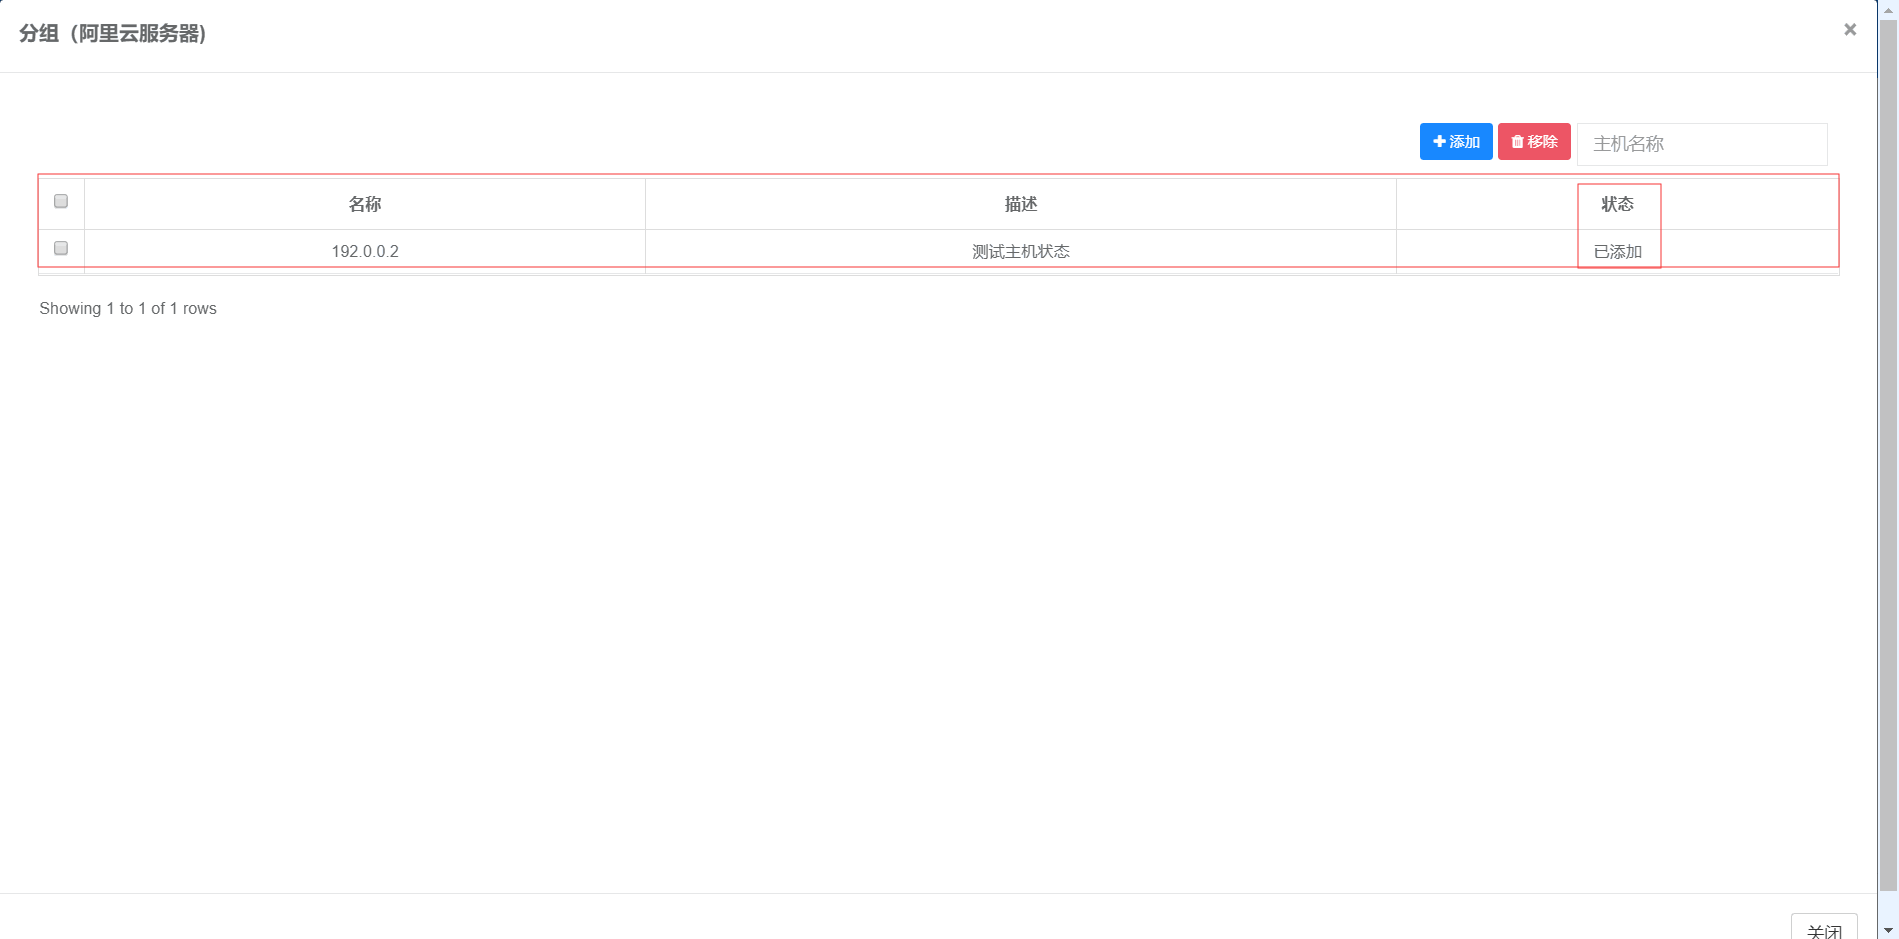 分组（阿里云服务器)
×
添加 移除 主机名称
名称 描述 状态
192.0.0.2 测试主机状态 已添加
Showing 1 to 1 of 1 rows
关闭